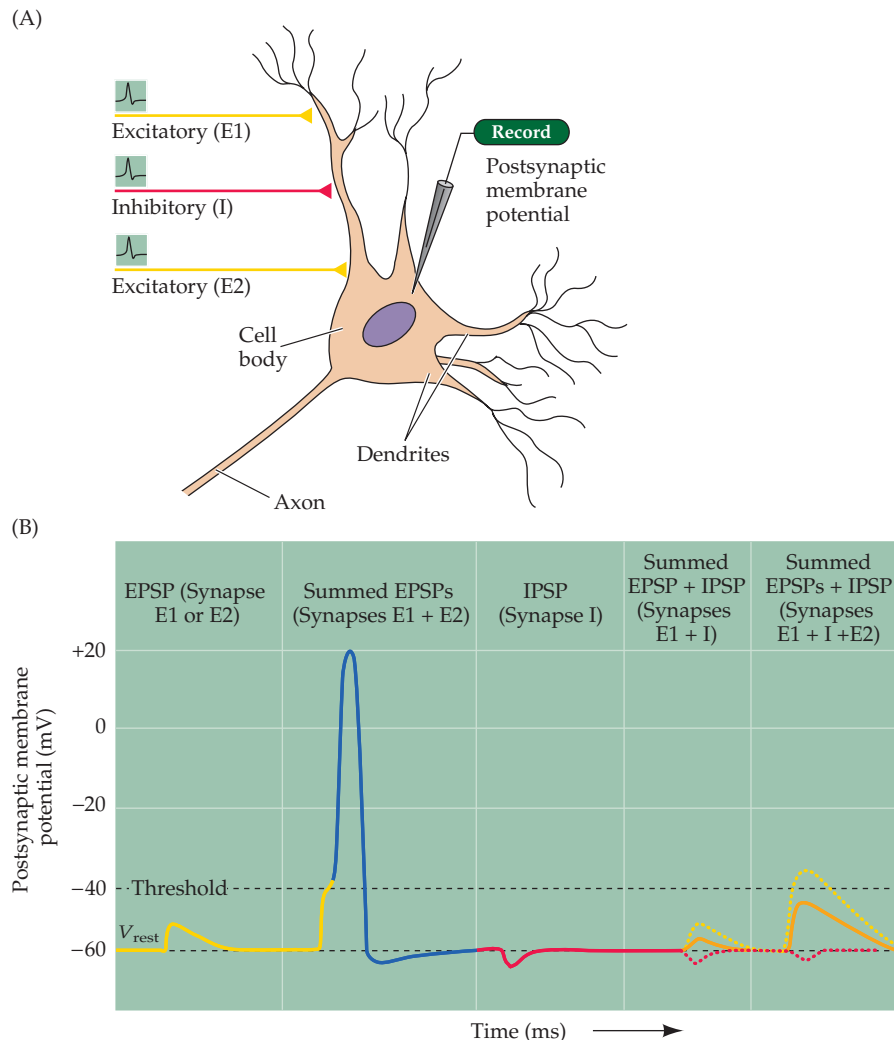 (A)
Excitatory (E1)
Inhibitory (I)
Excitatory (E2)
Record
Postsynaptic
membrane
potential
Cell
body
Dendrites
Axon
(B)
EPSP (Synapse
E1 or E2)
Summed EPSPs
(Synapses E1 + E2)
IPSP
(Synapse I)
Summed
EPSP + IPSP
(Synapses
E1 + I)
Summed
EPSPs + IPSP
(Synapses
E1 + I +E2)
Postsynaptic membrane
potential (mV)
+20
0
−20
−40
−60
Threshold
Vrest
Time (ms)